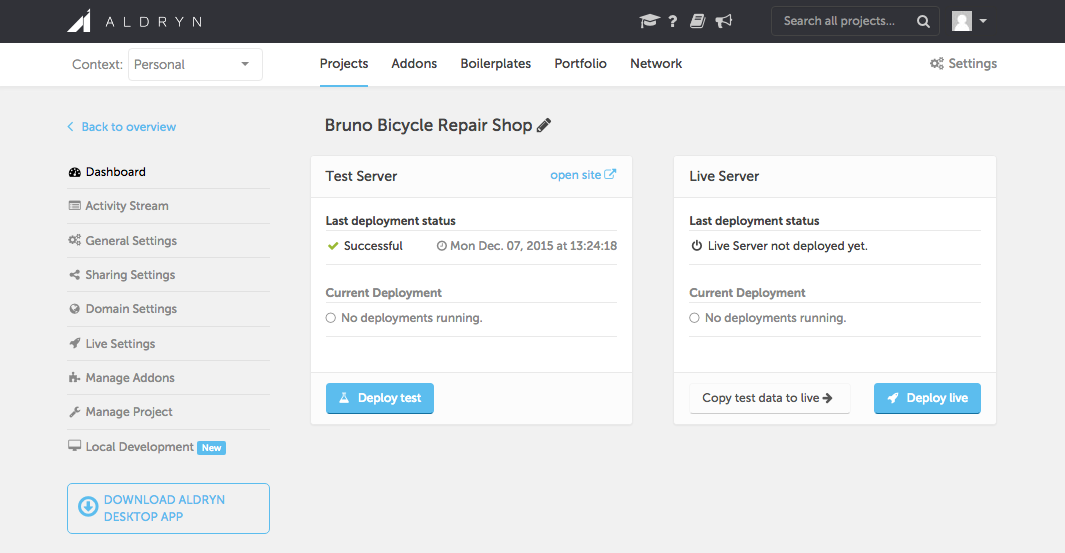 ALDRYN
?
Search all projects...
Context: Personal
Projects Addons Boilerplates Portfolio Network
Settings
Back to overview
Bruno Bicycle Repair Shop
Dashboard
Activity Stream
General Settings
Sharing Settings
Domain Settings
Live Settings
Manage Addons
Manage Project
Local Development New
DOWNLOAD ALDRYN
DESKTOP APP
Test Server open site
Last deployment status
Successful Mon Dec. 07, 2015 at 13:24:18
Current Deployment
No deployments running.
Deploy test
Live Server
Last deployment status
Live Server not deployed yet.
Current Deployment
No deployments running.
Copy test data to live
Deploy live